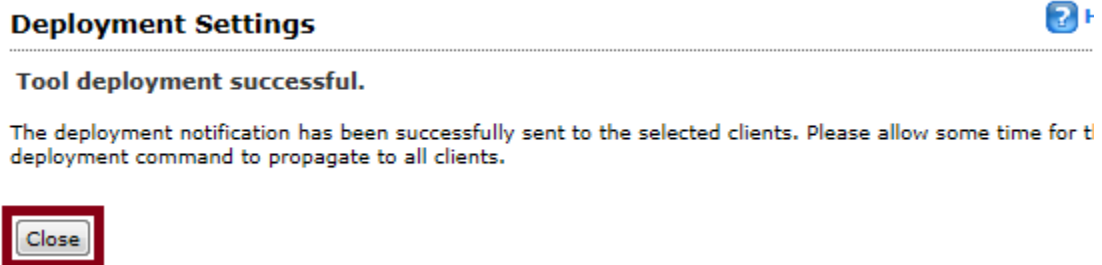 Deployment Settings
? H
Tool deployment successful.
The deployment notification has been successfully sent to the selected clients. Please allow some time for t
deployment command to propagate to all clients.
Close